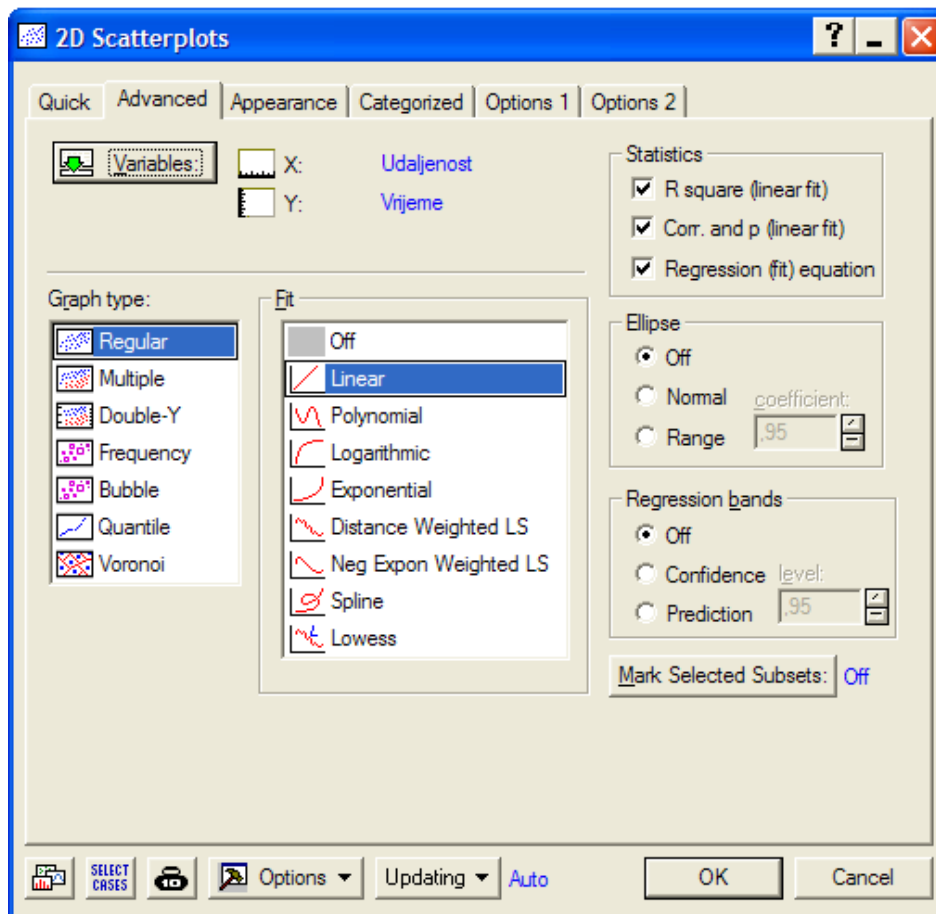 2D Scatterplots
Quick Advanced Appearance Categorized Options 1 Options 2
Variables:
X: Udaljenost
Y: Vrijeme
Statistics
R square (linear fit)
Corr. and p (linear fit)
Regression (fit) equation
Graph type:
Regular
Multiple
Double-Y
Frequency
Bubble
Quantile
Voronoi
Fit
Off
Linear
Polynomial
Logarithmic
Exponential
Distance Weighted LS
Neg Expon Weighted LS
Spline
Lowess
Ellipse
Off
Normal
Range
coefficient:
,95
Regression bands
Off
Confidence
Prediction
level:
,95
Mark Selected Subsets: Off
SELECT
CASES
Options
Updating
Auto
OK
Cancel